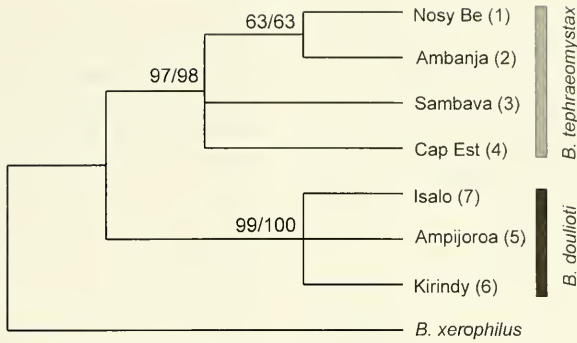 63/63
Nosy Be (1)
Ambanja (2)
97/98
Sambava (3)
Cap Est (4)
B. tephraeomystax
Isalo (7)
99/100
Ampijoroa (5)
Kirindy (6)
B. doulioti
B. xerophilus